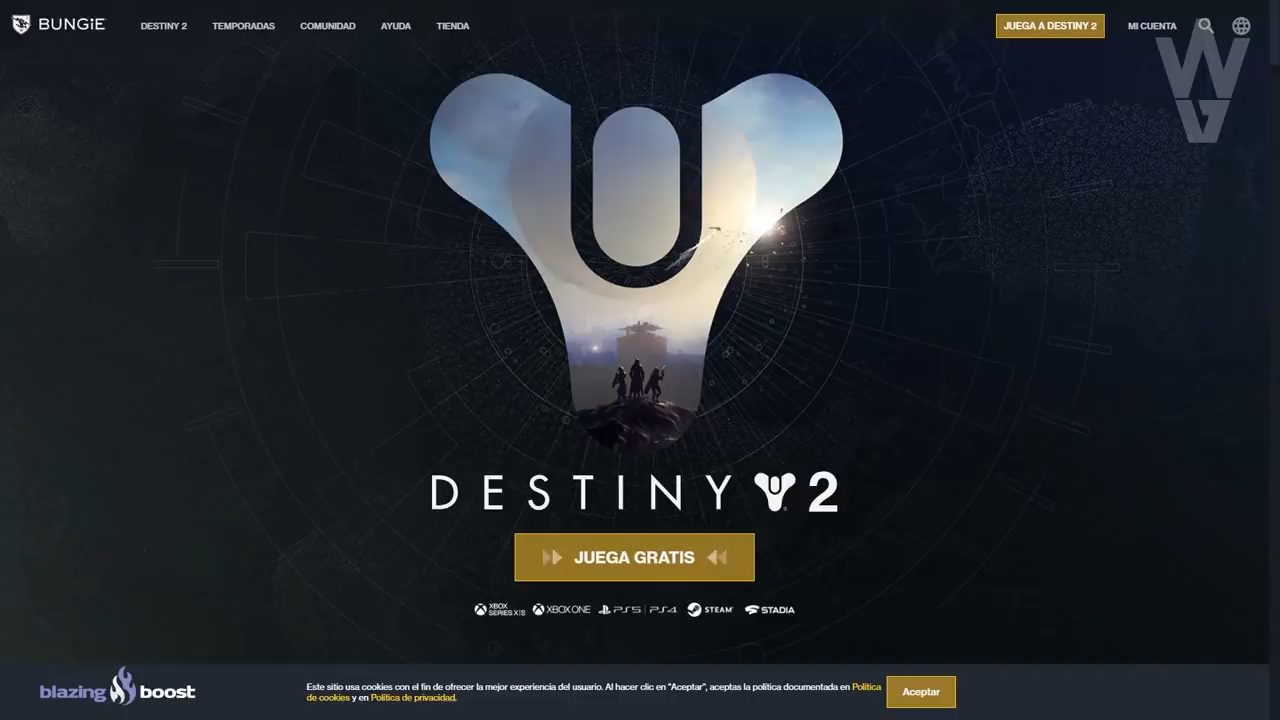 BUNGiE
DESTINY 2
TEMPORADAS
COMUNIDAD
AYUDA
TIENDA
JUEGA A DESTINY 2
MI CUENTA
WG
DESTINY 2
JUEGA GRATIS
XBOX SERIES X|S
XBOX ONE
PS5 | PS4
STEAM
STADIA
blazing boost
Este sitio usa cookies con el fin de ofrecer la mejor experiencia del usuario. Al hacer clic en "Aceptar", aceptas la política documentada en Política
de cookies y en Política de privacidad.
Aceptar